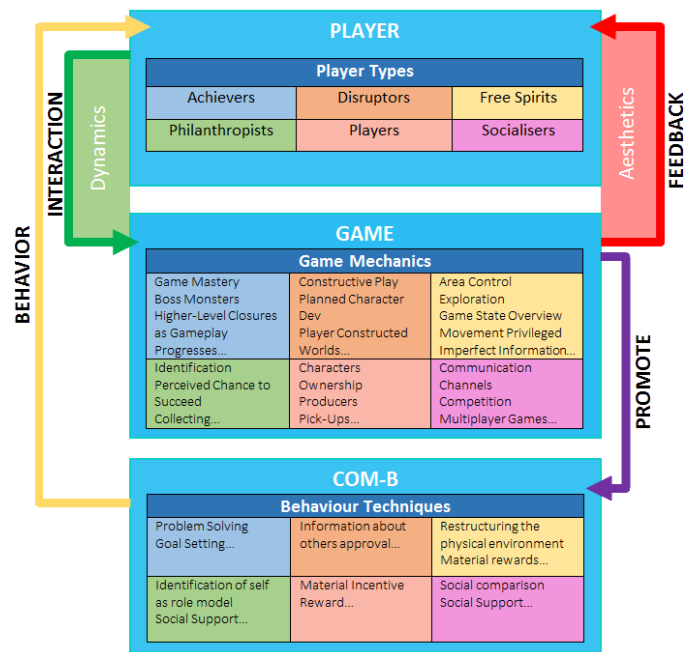 PLAYER
Player Types
Achievers
Disruptors
Free Spirits
Philanthropists
Players
Socialisers
INTERACTION
Dynamics
Aesthetics
FEEDBACK
BEHAVIOR
GAME
Game Mechanics
Game Mastery
Boss Monsters
Higher-Level Closures
as Gameplay
Progresses...
Constructive Play
Planned Character
Dev
Player Constructed
Worlds...
Area Control
Exploration
Game State Overview
Movement Privileged
Imperfect Information...
Identification
Perceived Chance to
Succeed
Collecting...
Characters
Ownership
Producers
Pick-Ups...
Communication
Channels
Competition
Multiplayer Games...
PROMOTE
COM-B
Behaviour Techniques
Problem Solving
Goal Setting...
Information about
others approval...
Restructuring the
physical environment
Material rewards...
Identification of self
as role model
Social Support...
Material Incentive
Reward...
Social comparison
Social Support...